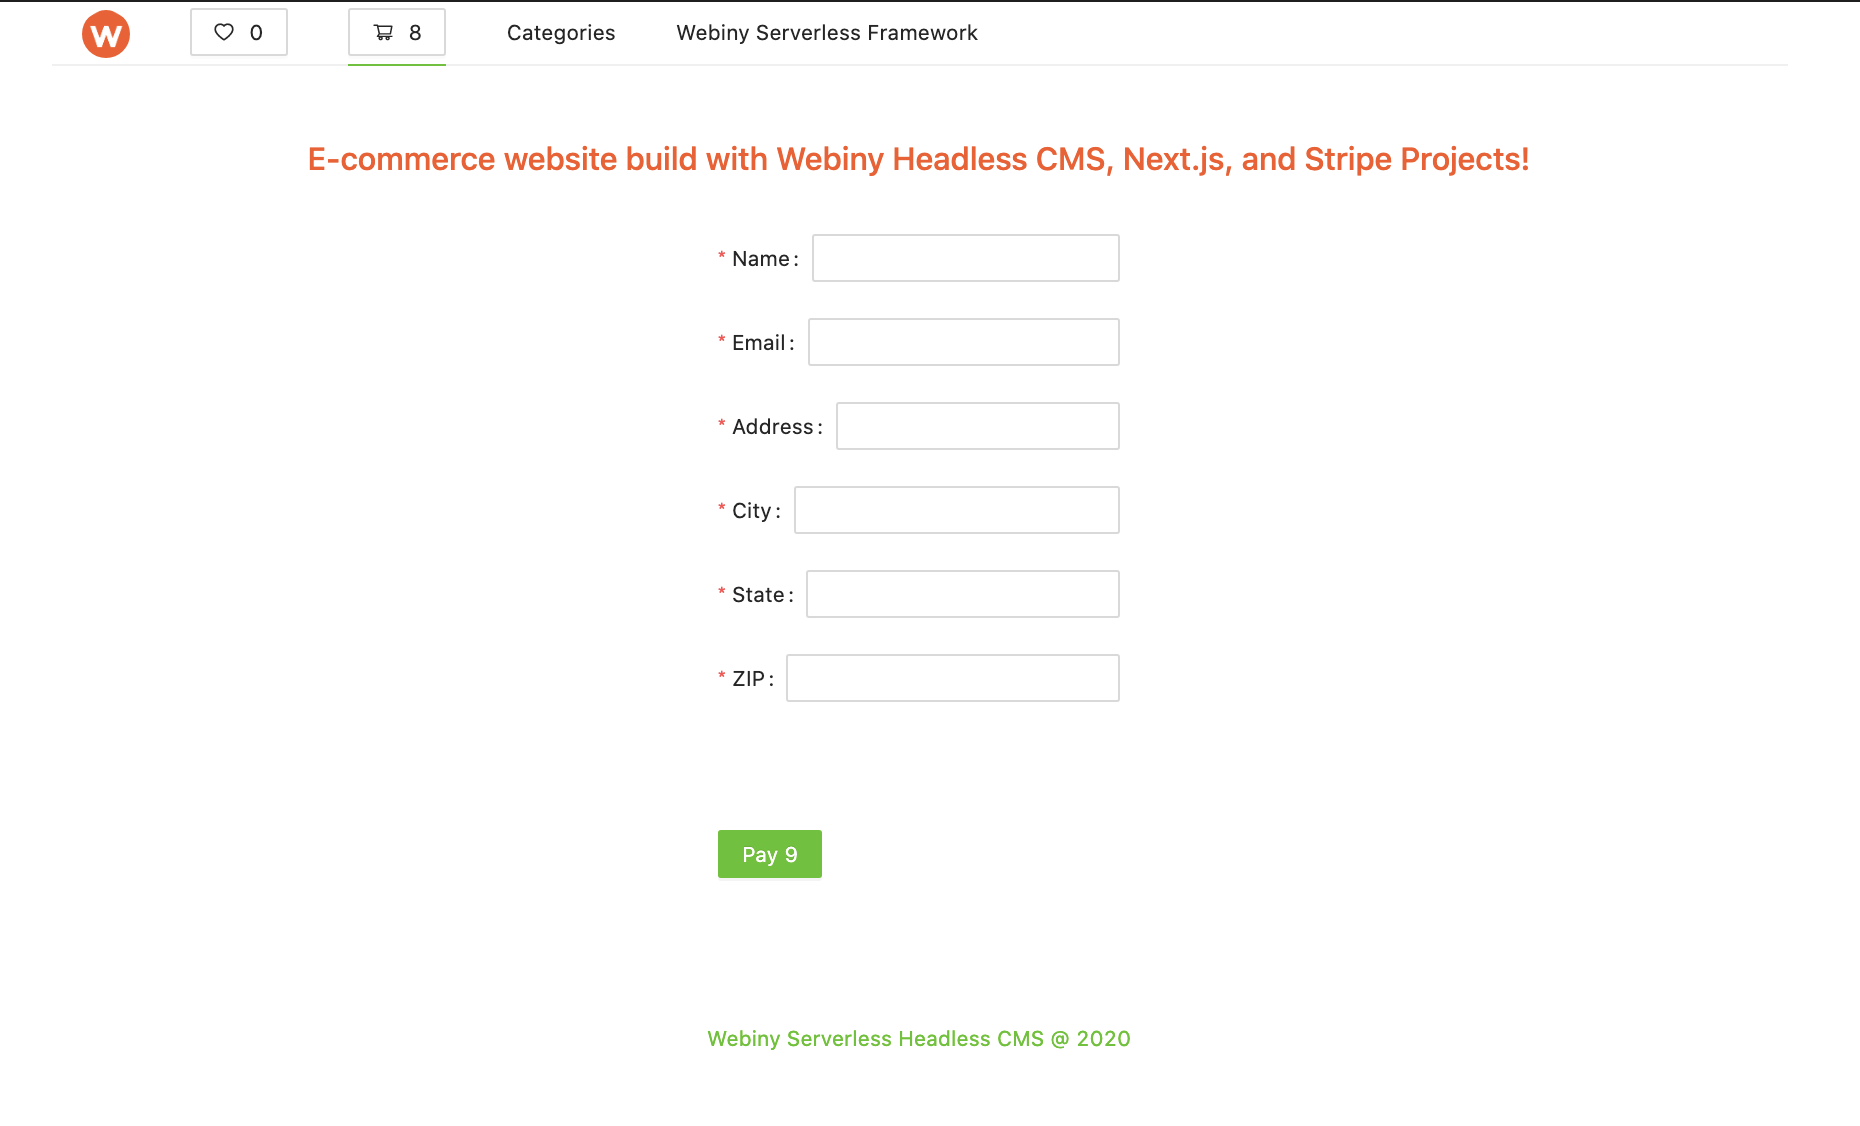 W 0 8 Categories Webiny Serverless Framework
E-commerce website build with Webiny Headless CMS, Next.js, and Stripe Projects!
* Name:
* Email:
* Address:
* City:
* State:
* ZIP:
Pay 9
Webiny Serverless Headless CMS @ 2020